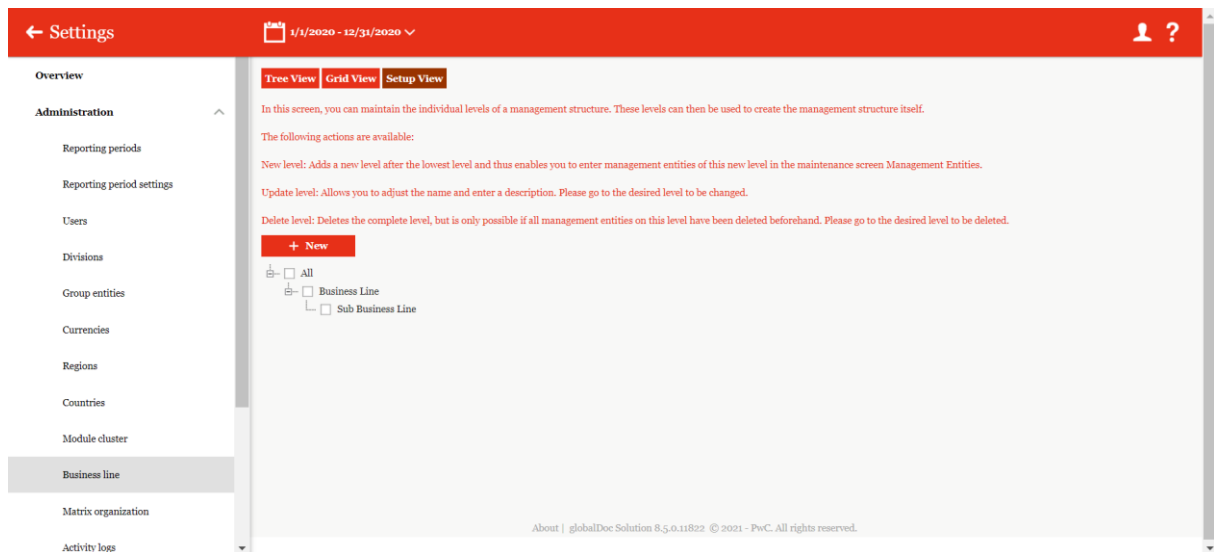 ← Settings
1/1/2020 - 12/31/2020
?
Overview
Administration
Reporting periods
Reporting period settings
Users
Divisions
Group entities
Currencies
Regions
Countries
Module cluster
Business line
Matrix organization
Activity logs
Tree View Grid View Setup View
In this screen, you can maintain the individual levels of a management structure. These levels can then be used to create the management structure itself.
The following actions are available:
New level: Adds a new level after the lowest level and thus enables you to enter management entities of this new level in the maintenance screen Management Entities.
Update level: Allows you to adjust the name and enter a description. Please go to the desired level to be changed.
Delete level: Deletes the complete level, but is only possible if all management entities on this level have been deleted beforehand. Please go to the desired level to be deleted.
+ New
All
Business Line
Sub Business Line
About | globalDoc Solution 8.5.0.11822 © 2021 - PwC. All rights reserved.